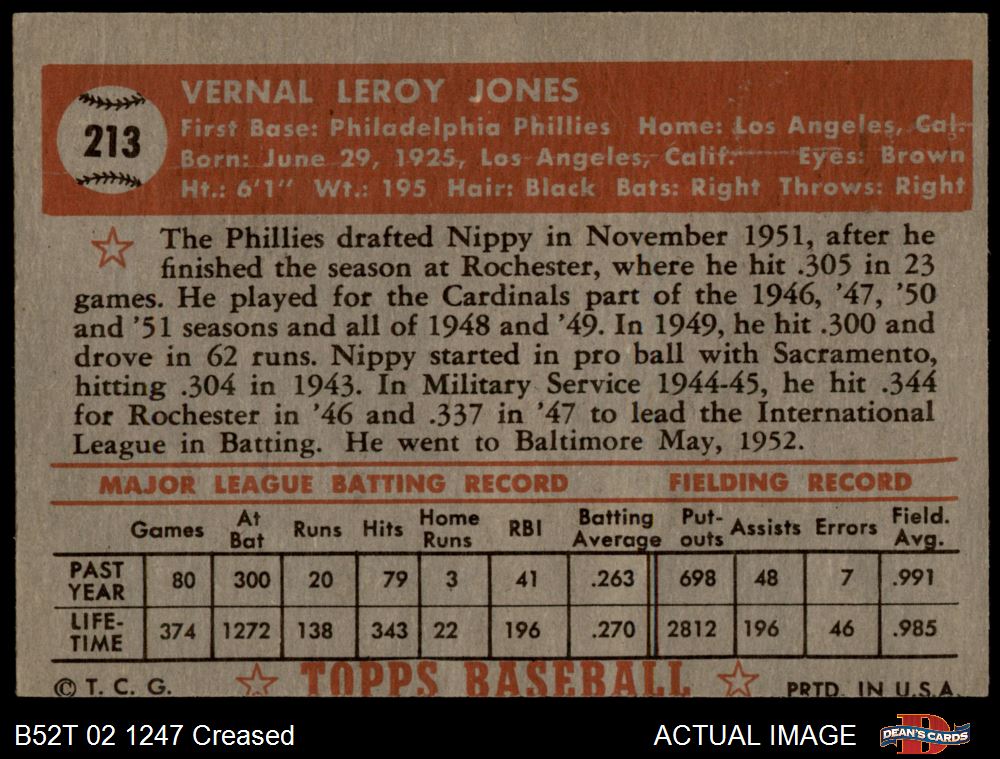 213
VERNAL LEROY JONES
First Base: Philadelphia Phillies Home: Los Angeles, Cal.
Born: June 29, 1925, Los Angeles, Calif. Eyes: Brown
Ht.: 6'1" Wt.: 195 Hair: Black Bats: Right Throws: Right
The Phillies drafted Nippy in November 1951, after he
finished the season at Rochester, where he hit .305 in 23
games. He played for the Cardinals part of the 1946, '47, '50
and '51 seasons and all of 1948 and '49. In 1949, he hit .300 and
drove in 62 runs. Nippy started in pro ball with Sacramento,
hitting .304 in 1943. In Military Service 1944-45, he hit .344
for Rochester in '46 and .337 in '47 to lead the International
League in Batting. He went to Baltimore May, 1952.
MAJOR LEAGUE BATTING RECORD FIELDING RECORD
Games At Bat Runs Hits Home Runs RBI Batting Average Put-outs Assists Errors Field. Avg.
PAST YEAR 80 300 20 79 3 41 .263 698 48 7 .991
LIFE-TIME 374 1272 138 343 22 196 .270 2812 196 46 .985
© T. C. G. TOPPS BASEBALL PRTD. IN U.S.A.
B52T 02 1247 Creased ACTUAL IMAGE D DEAN'S CARDS